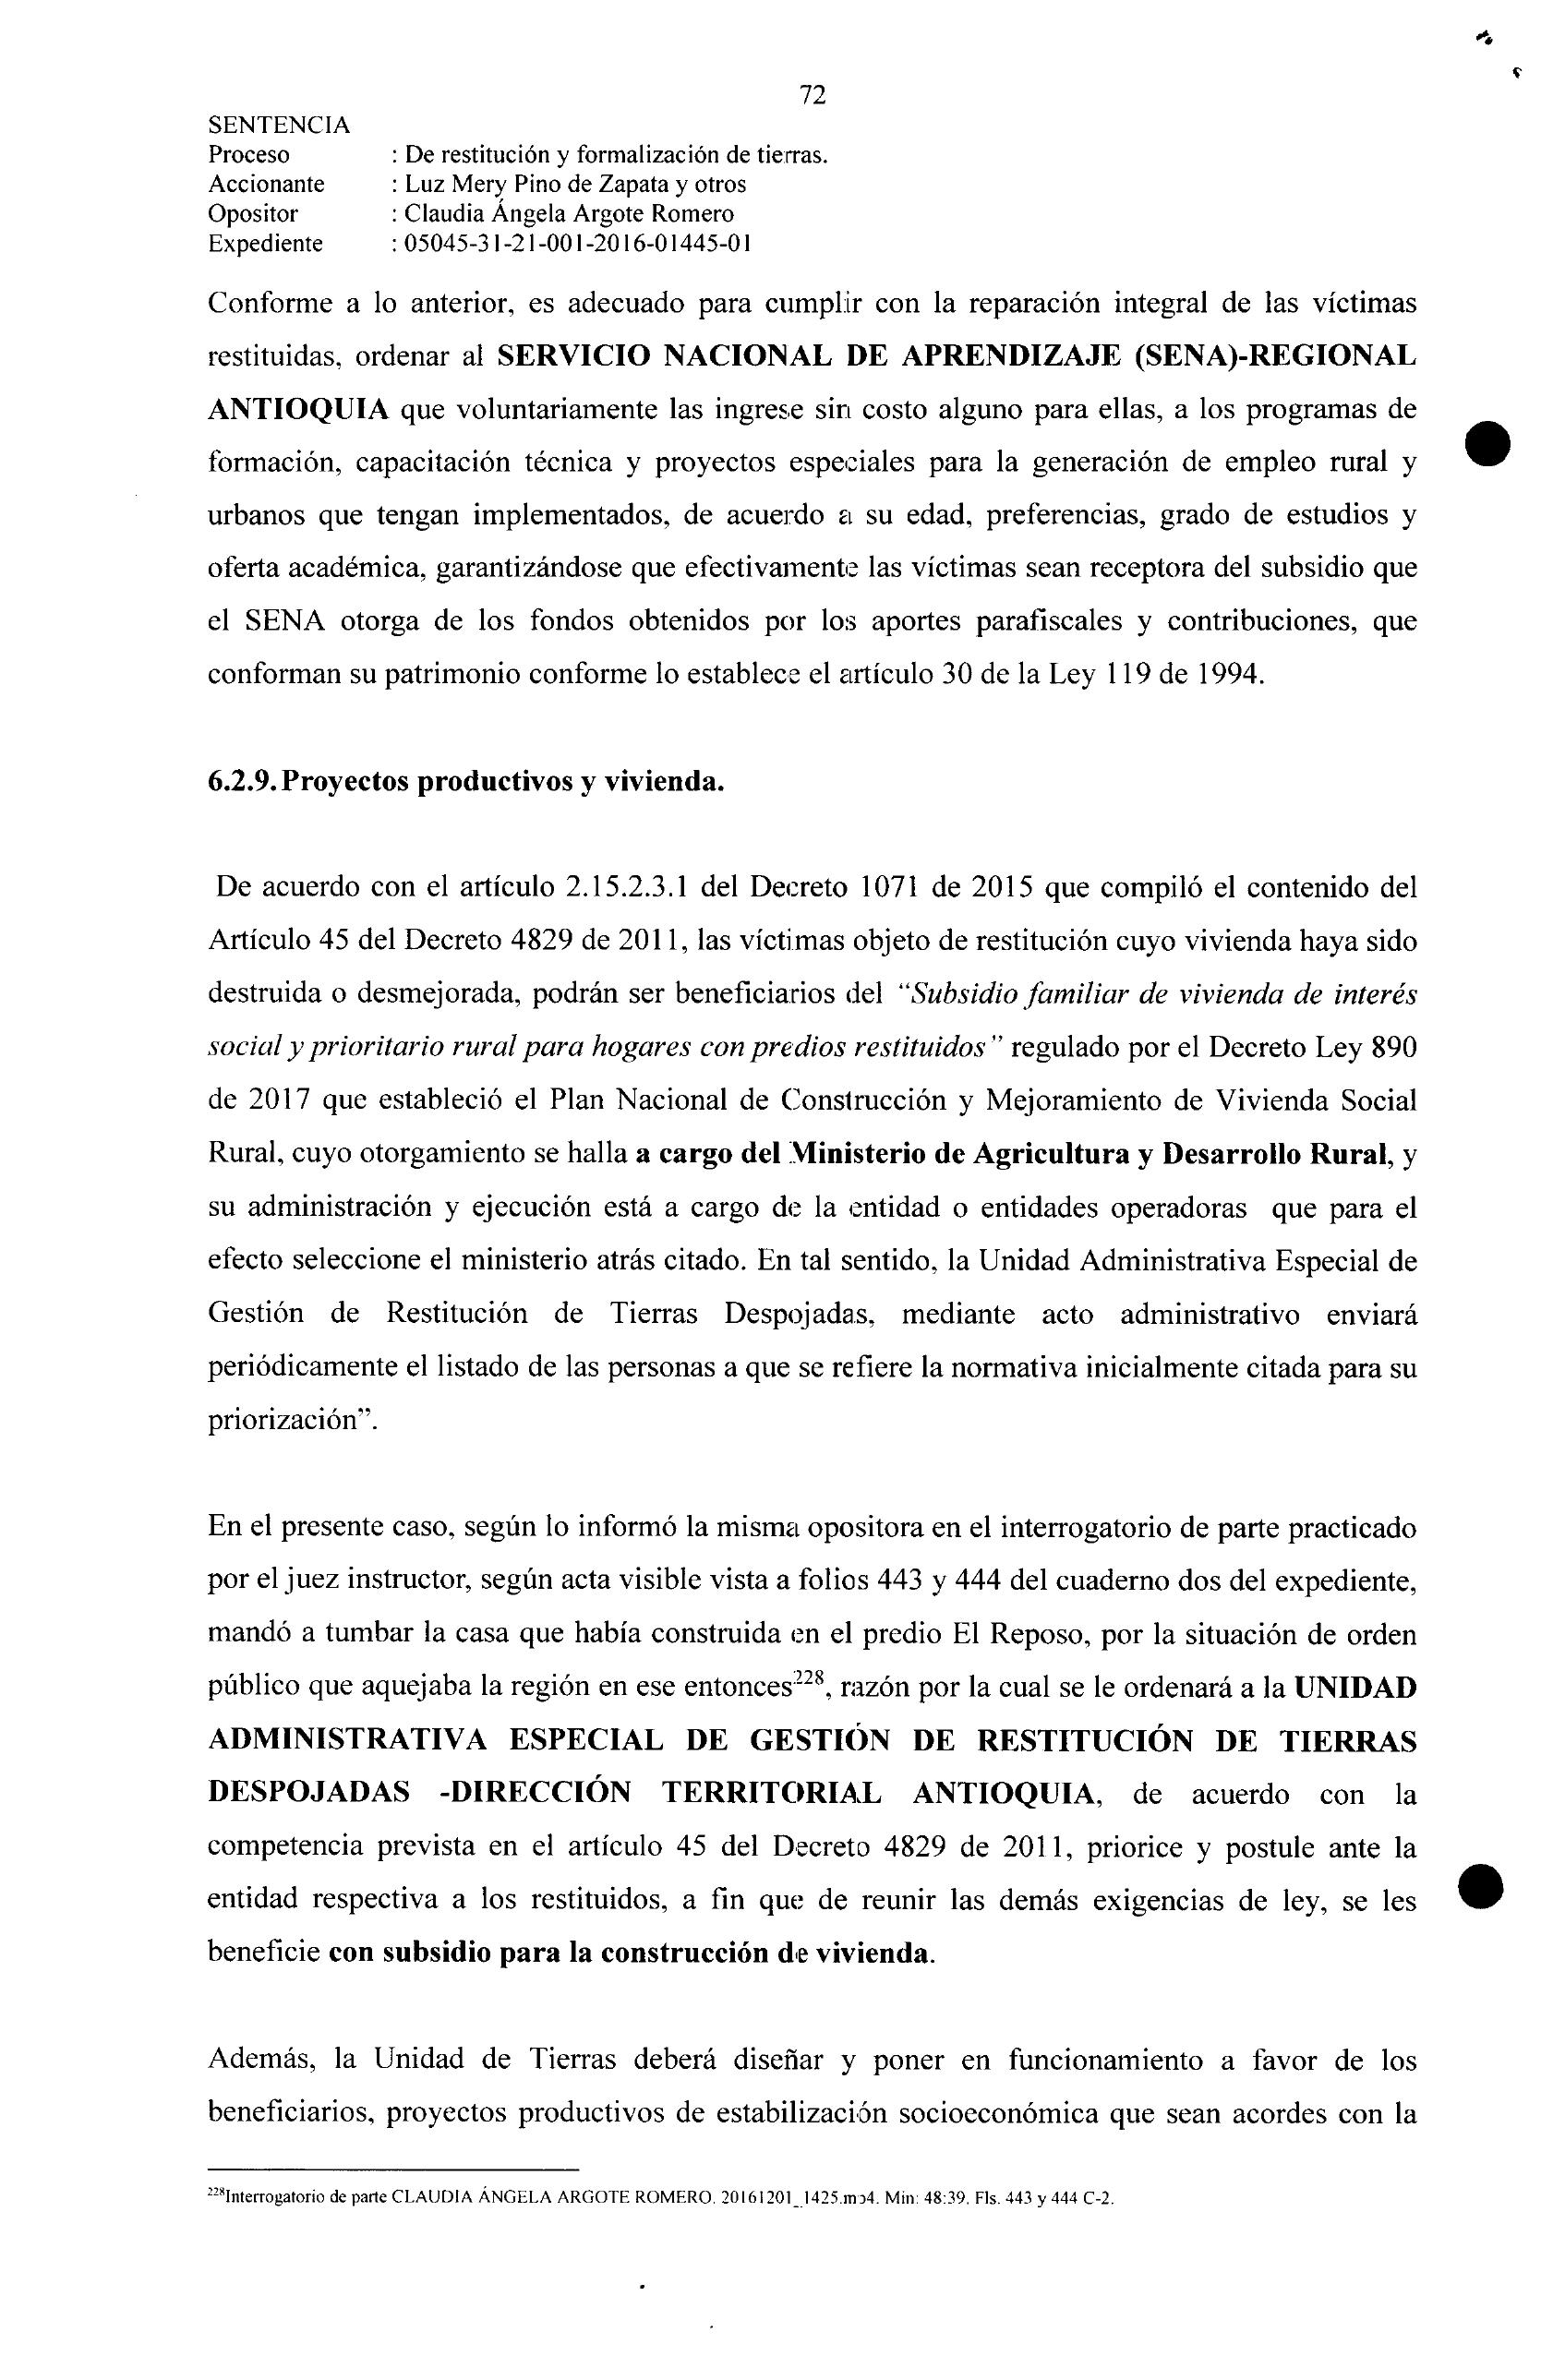 72
SENTENCIA
Proceso : De restitución y formalización de tierras.
Accionante : Luz Mery Pino de Zapata y otros
Opositor : Claudia Ángela Argote Romero
Expediente : 05045-31-21-001-2016-01445-01
Conforme a lo anterior, es adecuado para cumplir con la reparación integral de las víctimas
restituidas, ordenar al SERVICIO NACIONAL DE APRENDIZAJE (SENA)-REGIONAL
ANTIOQUIA que voluntariamente las ingrese sin costo alguno para ellas, a los programas de
formación, capacitación técnica y proyectos especiales para la generación de empleo rural y
urbanos que tengan implementados, de acuerdo a su edad, preferencias, grado de estudios y
oferta académica, garantizándose que efectivamente las víctimas sean receptora del subsidio que
el SENA otorga de los fondos obtenidos por los aportes parafiscales y contribuciones, que
conforman su patrimonio conforme lo establece el artículo 30 de la Ley 119 de 1994.
6.2.9. Proyectos productivos y vivienda.
De acuerdo con el artículo 2.15.2.3.1 del Decreto 1071 de 2015 que compiló el contenido del
Artículo 45 del Decreto 4829 de 2011, las víctimas objeto de restitución cuyo vivienda haya sido
destruida o desmejorada, podrán ser beneficiarios del “Subsidio familiar de vivienda de interés
social y prioritario rural para hogares con predios restituidos” regulado por el Decreto Ley 890
de 2017 que estableció el Plan Nacional de Construcción y Mejoramiento de Vivienda Social
Rural, cuyo otorgamiento se halla a cargo del Ministerio de Agricultura y Desarrollo Rural, y
su administración y ejecución está a cargo de la entidad o entidades operadoras que para el
efecto seleccione el ministerio atrás citado. En tal sentido, la Unidad Administrativa Especial de
Gestión de Restitución de Tierras Despojadas, mediante acto administrativo enviará
periódicamente el listado de las personas a que se refiere la normativa inicialmente citada para su
priorización”.
En el presente caso, según lo informó la misma opositora en el interrogatorio de parte practicado
por el juez instructor, según acta visible vista a folios 443 y 444 del cuaderno dos del expediente,
mandó a tumbar la casa que había construida en el predio El Reposo, por la situación de orden
público que aquejaba la región en ese entonces228, razón por la cual se le ordenará a la UNIDAD
ADMINISTRATIVA ESPECIAL DE GESTIÓN DE RESTITUCIÓN DE TIERRAS
DESPOJADAS -DIRECCIÓN TERRITORIAL ANTIOQUIA, de acuerdo con la
competencia prevista en el artículo 45 del Decreto 4829 de 2011, priorice y postule ante la
entidad respectiva a los restituidos, a fin que de reunir las demás exigencias de ley, se les
beneficie con subsidio para la construcción de vivienda.
Además, la Unidad de Tierras deberá diseñar y poner en funcionamiento a favor de los
beneficiarios, proyectos productivos de estabilización socioeconómica que sean acordes con la
228Interrogatorio de parte CLAUDIA ÁNGELA ARGOTE ROMERO. 20161201_1425.mp4. Min: 48:39. Fls. 443 y 444 C-2.